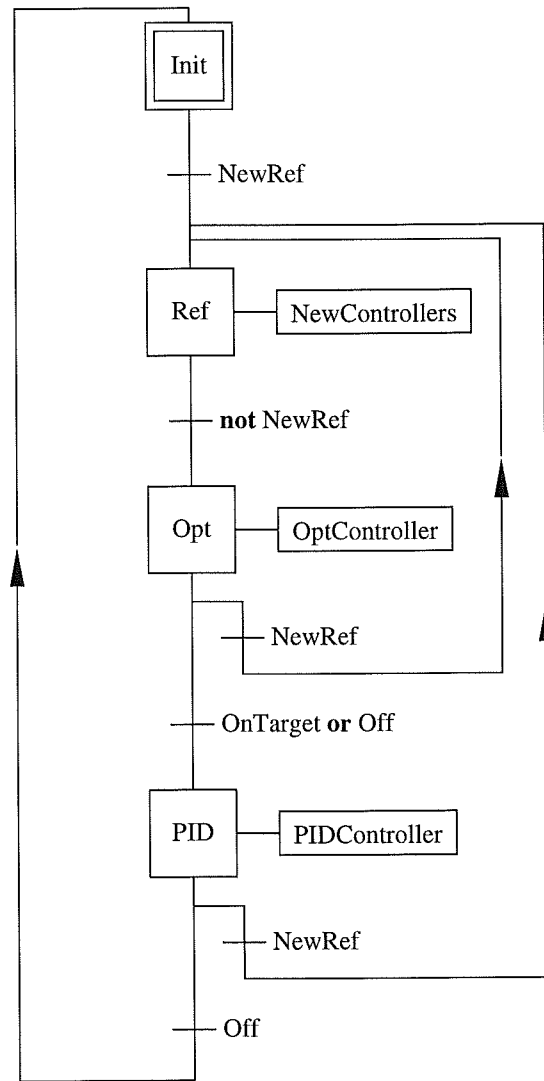 Init
NewRef
Ref
NewControllers
not NewRef
Opt
OptController
NewRef
OnTarget or Off
PID
PIDController
NewRef
Off